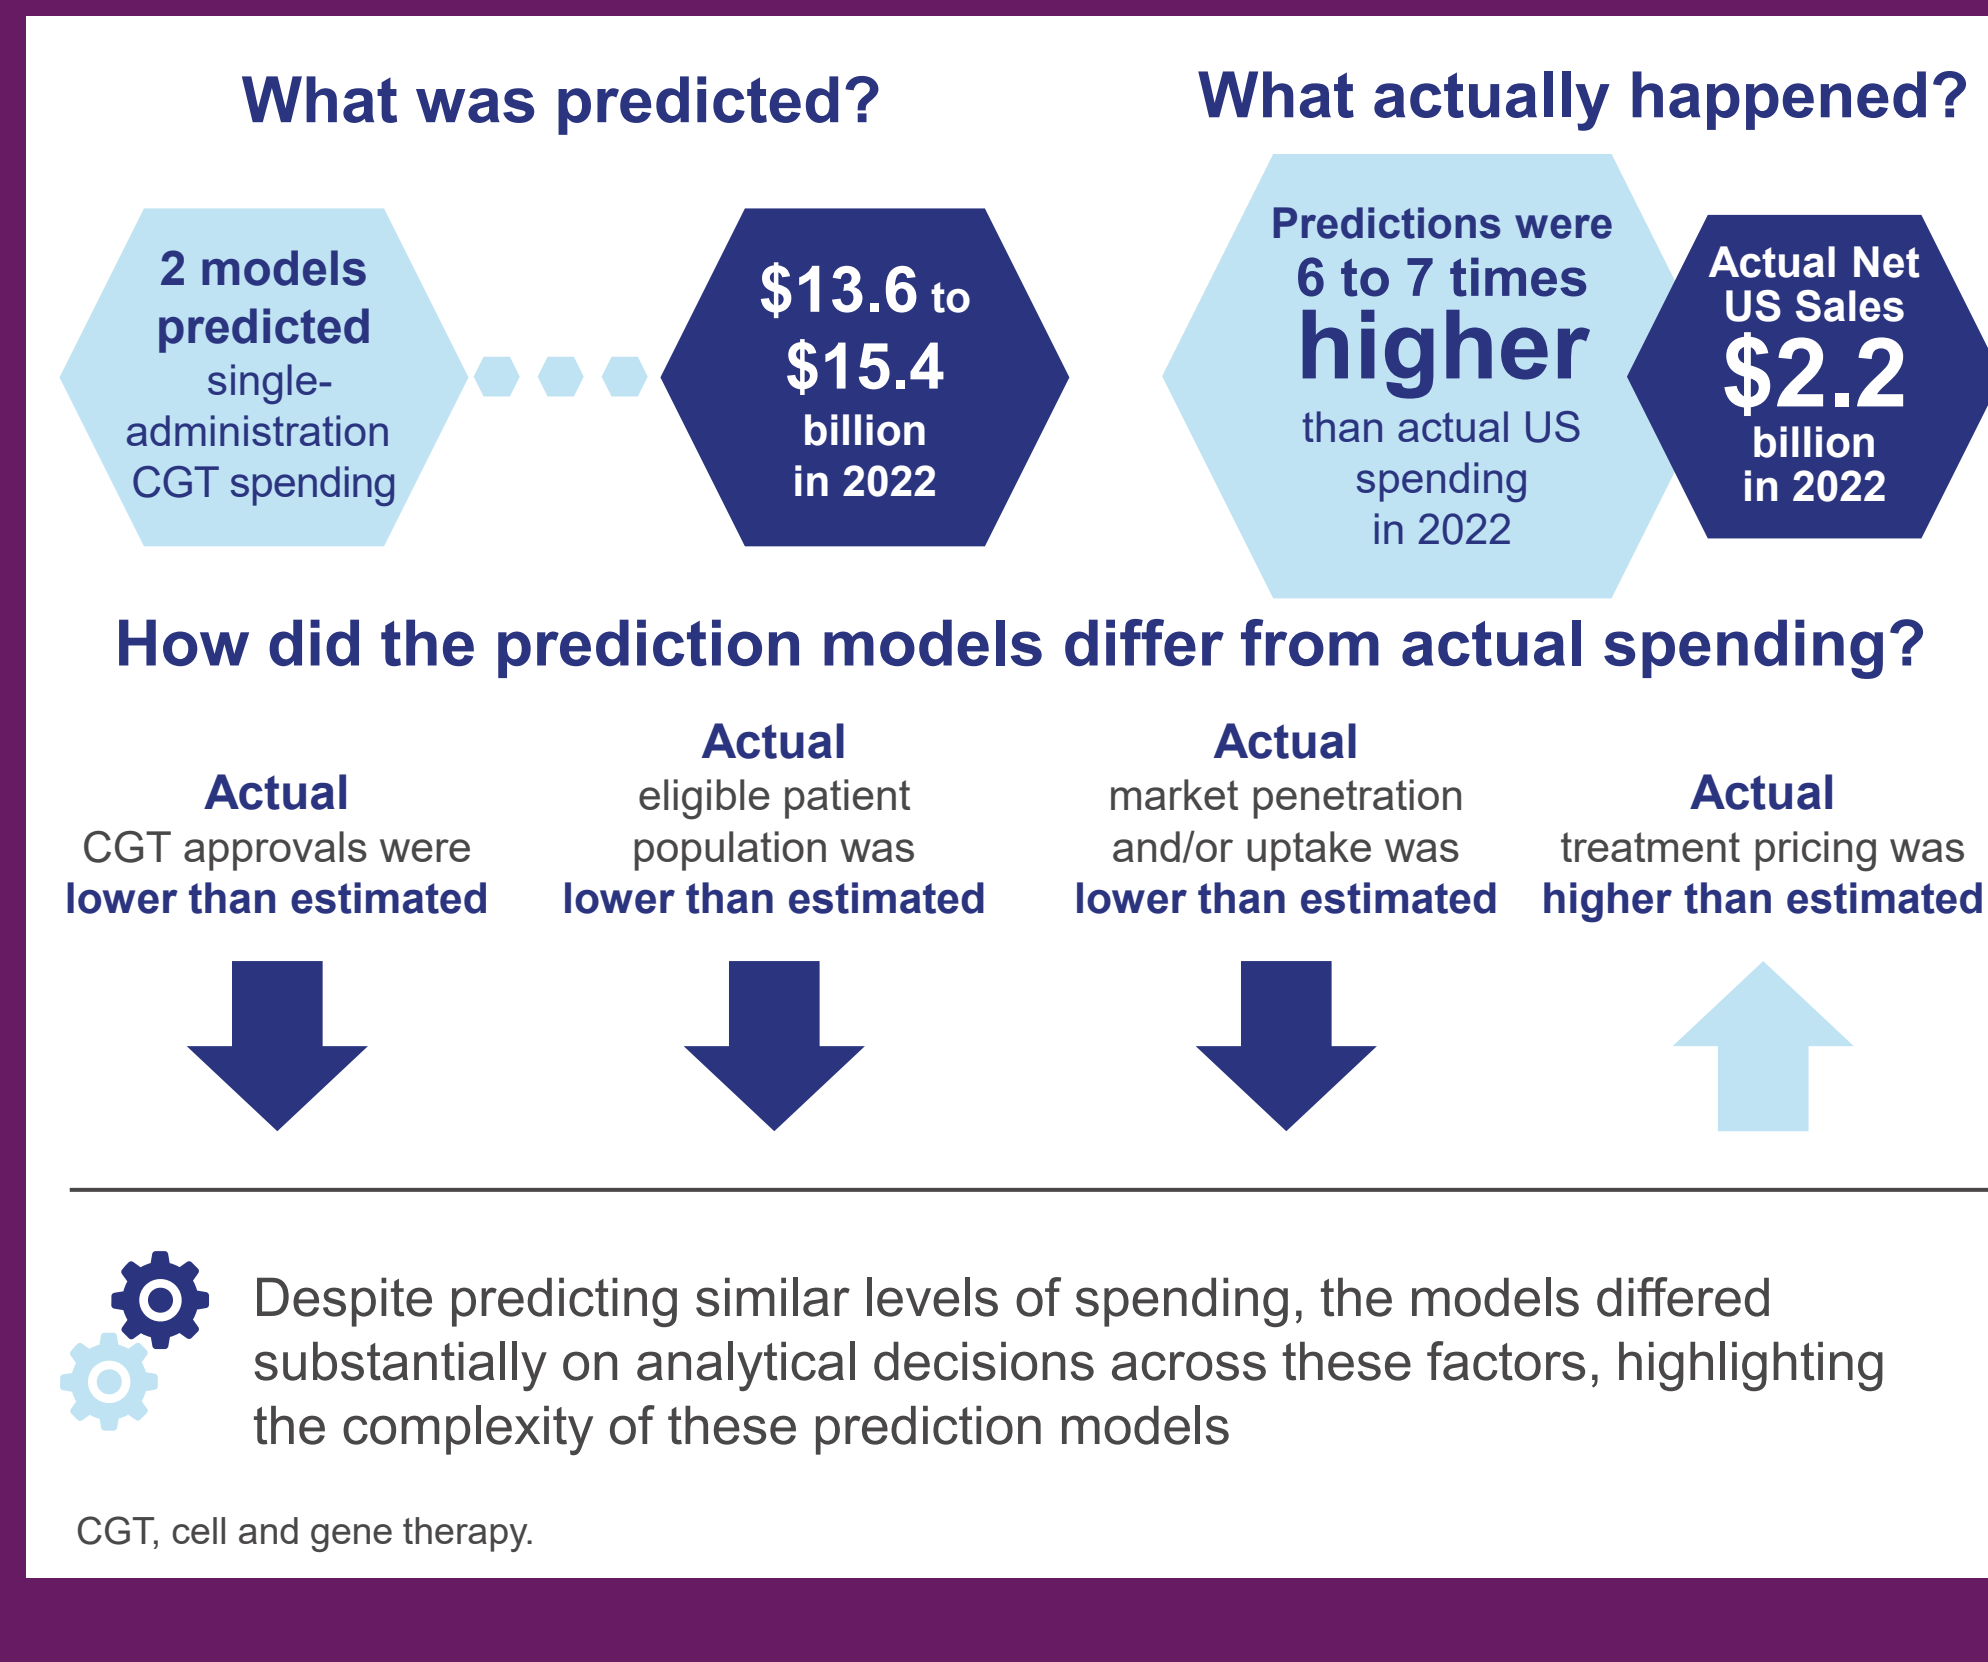 What was predicted?
2 models
predicted
single-
administration
CGT spending
$13.6 to
$15.4
billion
in 2022
What actually happened?
Predictions were
6 to 7 times
higher
than actual US
spending
in 2022
Actual Net
US Sales
$2.2
billion
in 2022
How did the prediction models differ from actual spending?
Actual
CGT approvals were
lower than estimated
Actual
eligible patient
population was
lower than estimated
Actual
market penetration
and/or uptake was
lower than estimated
Actual
treatment pricing was
higher than estimated
Despite predicting similar levels of spending, the models differed
substantially on analytical decisions across these factors, highlighting
the complexity of these prediction models
CGT, cell and gene therapy.